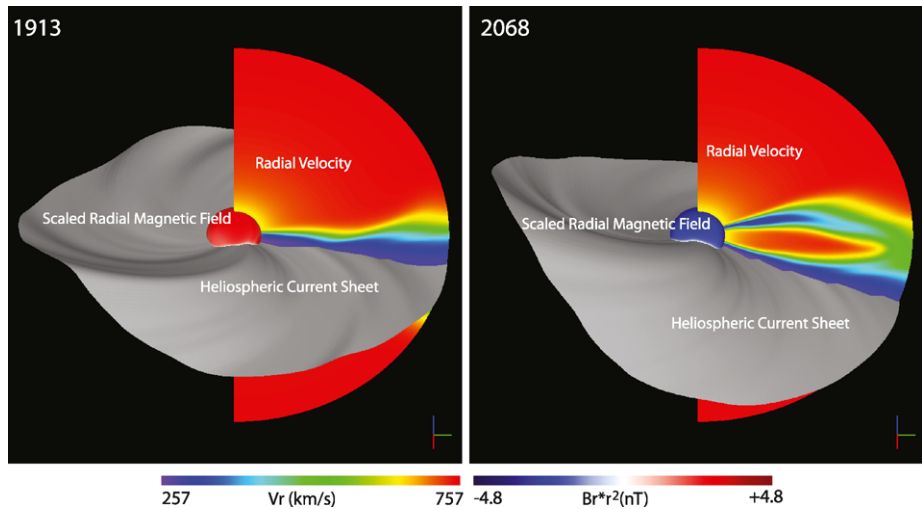 1913
Radial Velocity
Scaled Radial Magnetic Field
Heliospheric Current Sheet
2068
Radial Velocity
Scaled Radial Magnetic Field
Heliospheric Current Sheet
257 Vr (km/s) 757
-4.8 Br*r²(nT) +4.8